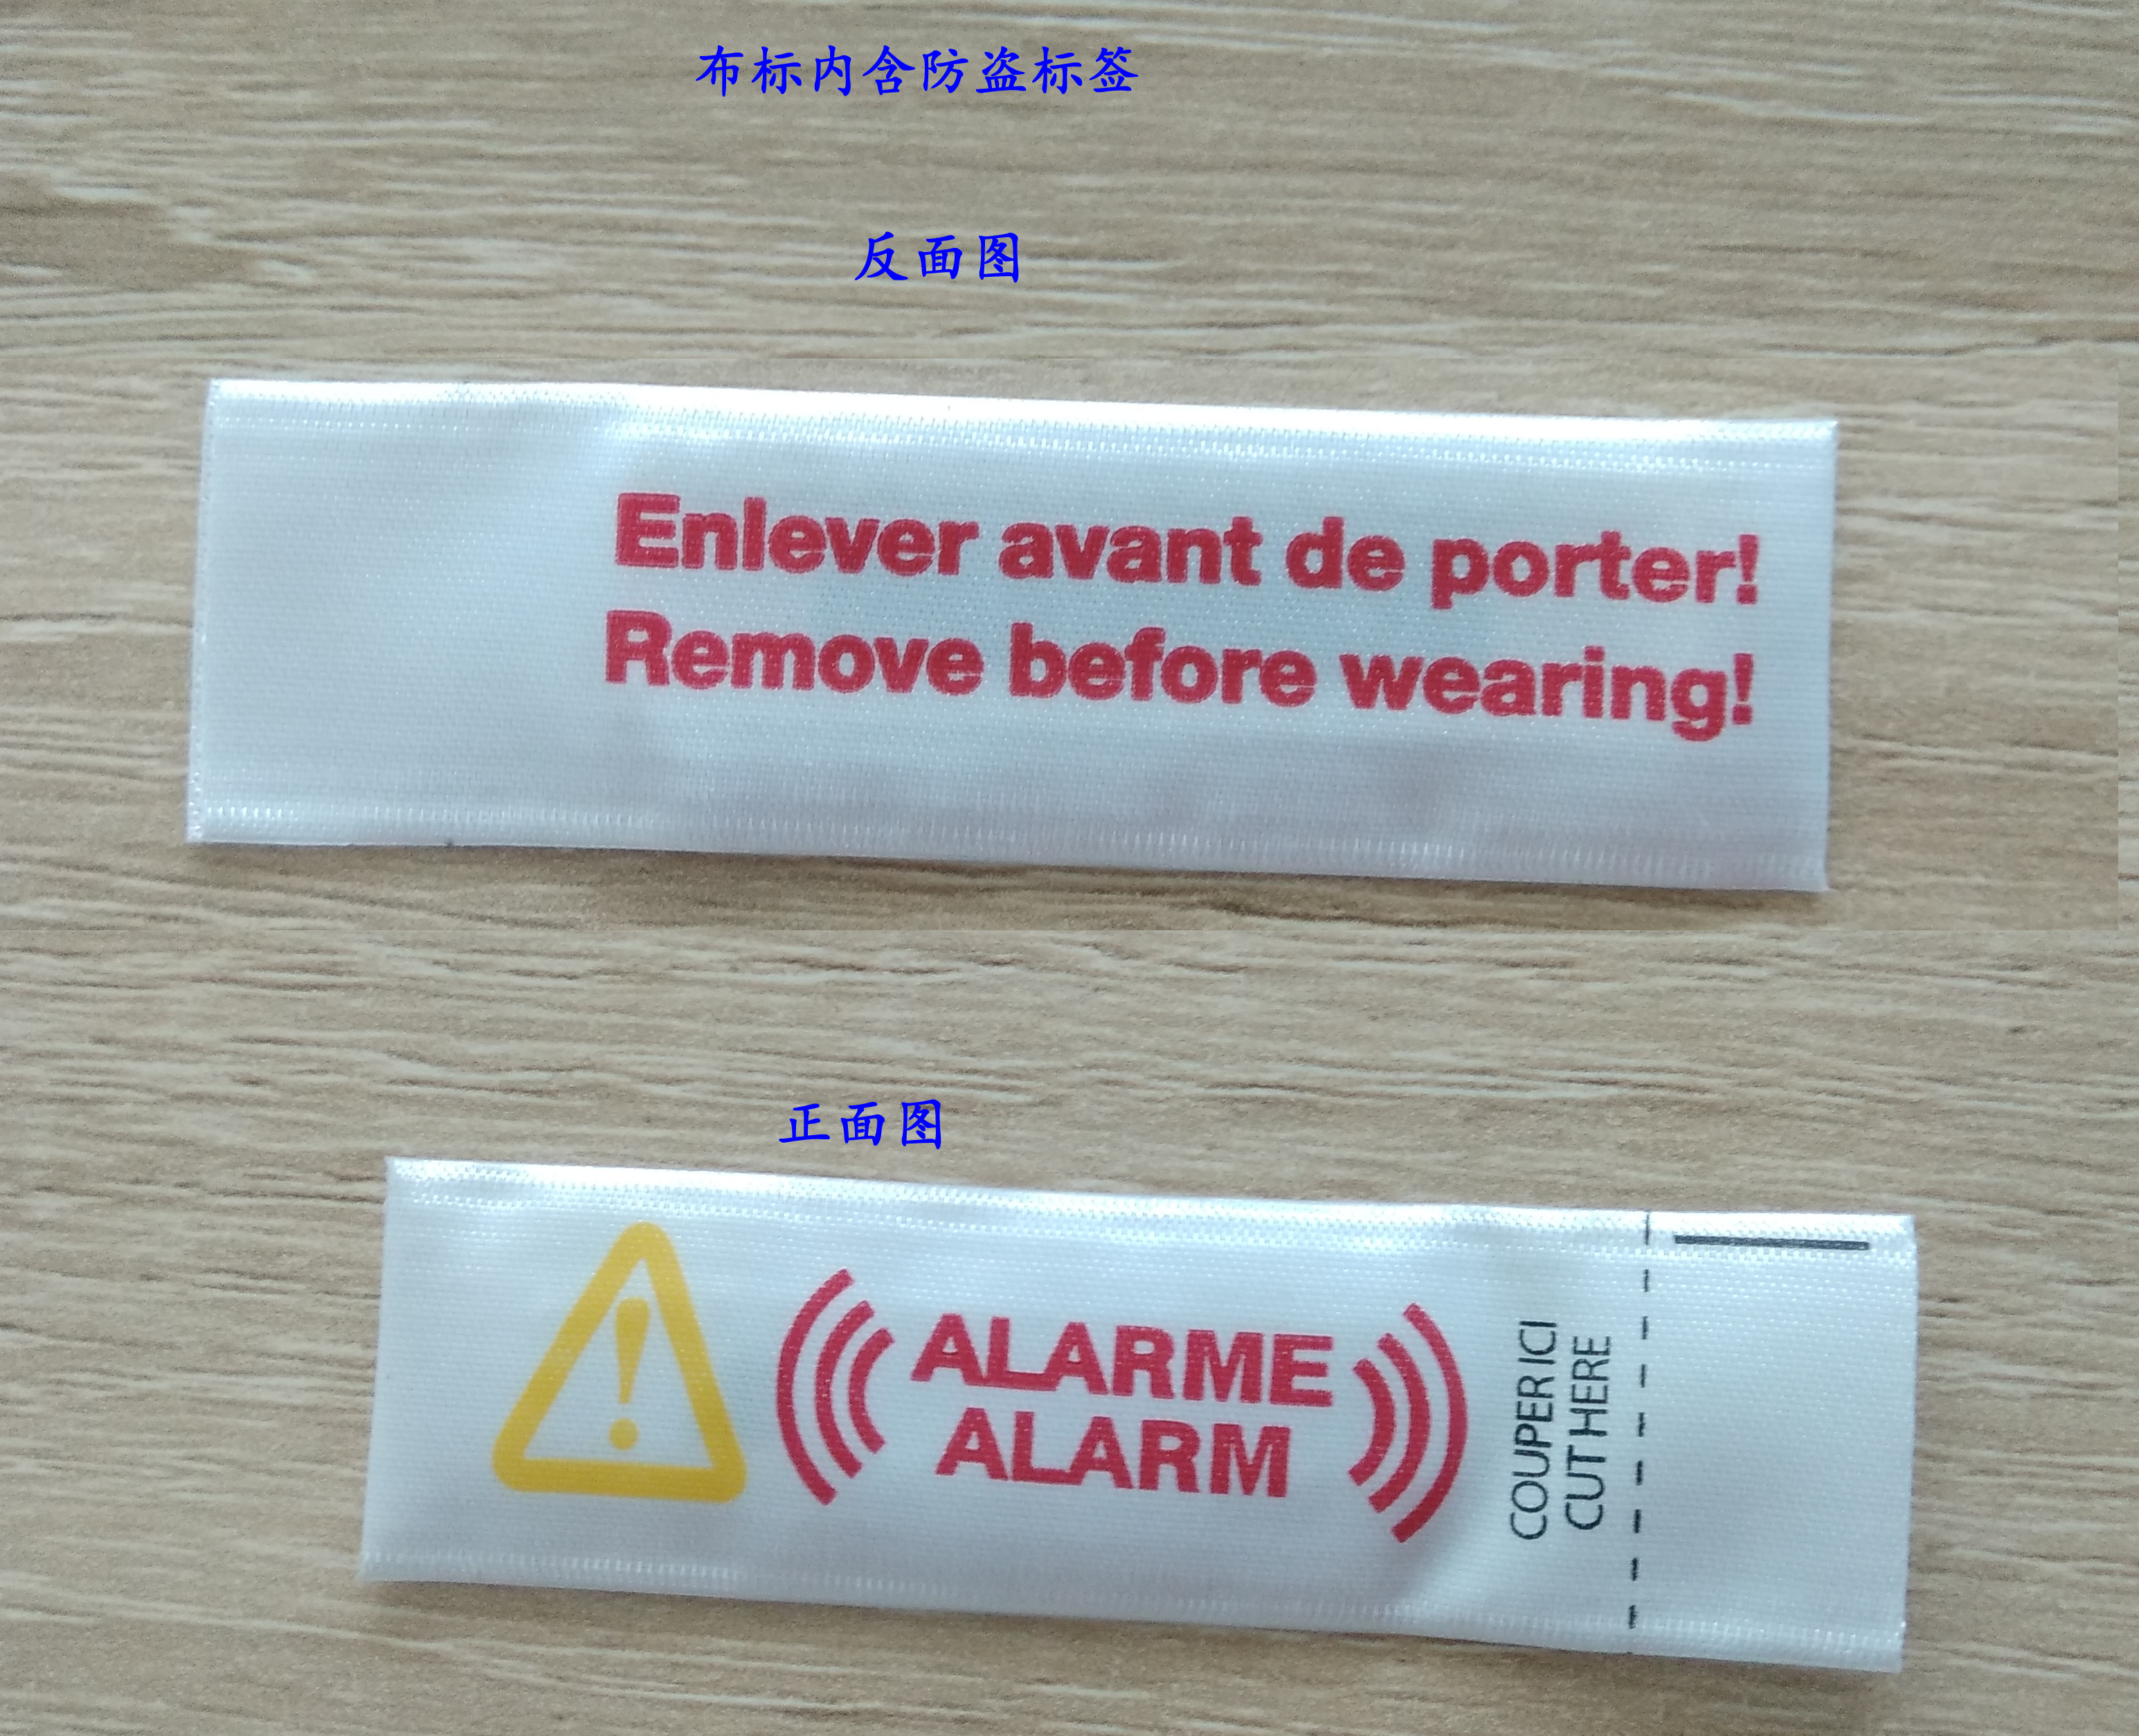 布标内含防盗标签
反面图
Enlever avant de porter!
Remove before wearing!
正面图
ALARME
ALARM
COUPER ICI
CUT HERE